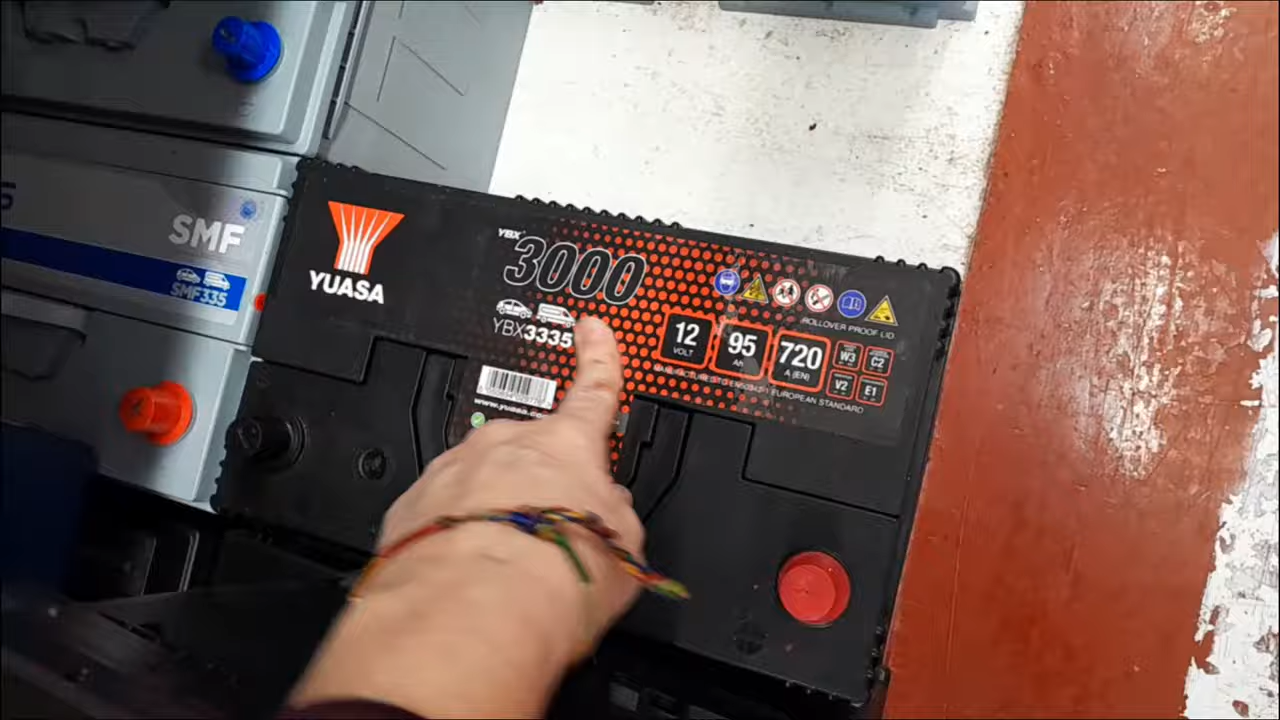 SMF
SMF335
YUASA
YBX
3000
YBX3335
12
VOLT
95
AH
720
A (EN)
ROLLOVER PROOF LID
W3
C2
V2
E1
EUROPEAN STANDARD